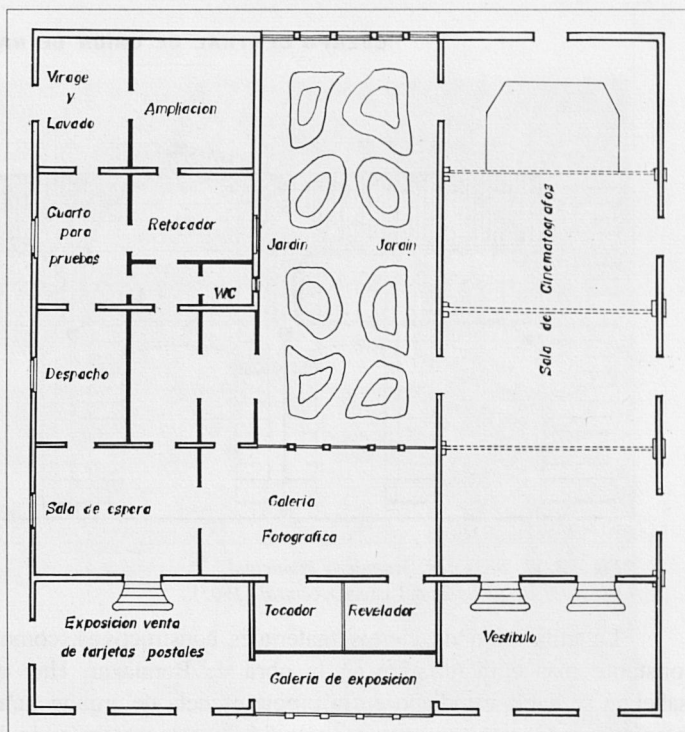 Virage
y
Lavado
Ampliacion
Cuarto
para
pruebas
Retocador
WC
Jardin
Jardin
Sala de Cinematografos
Despacho
Sala de espera
Galeria
Fotografica
Exposicion venta
de tarjetas postales
Tocador
Revelador
Vestibulo
Galeria de exposicion